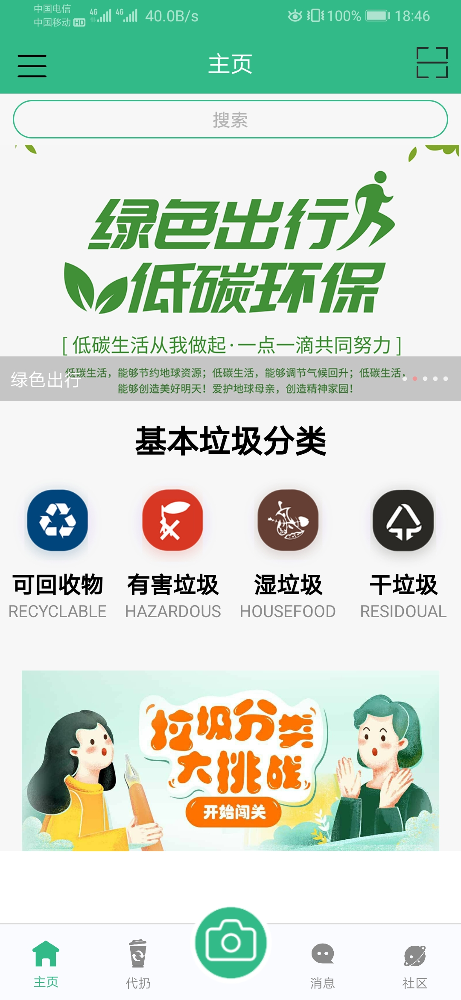 中国电信
中国移动 HD 4G 4G 40.0B/s 100% 18:46
主页
搜索
绿色出行
低碳环保
[ 低碳生活从我做起·一点一滴共同努力 ]
低碳生活，能够节约地球资源；低碳生活，能够调节气候回升；低碳生活，
绿色出行
能够创造美好明天！爱护地球母亲，创造精神家园！
基本垃圾分类
可回收物 有害垃圾 湿垃圾 干垃圾
RECYCLABLE HAZARDOUS HOUSEFOOD RESIDOUAL
垃圾分类
大挑战
开始闯关
主页 代扔 消息 社区